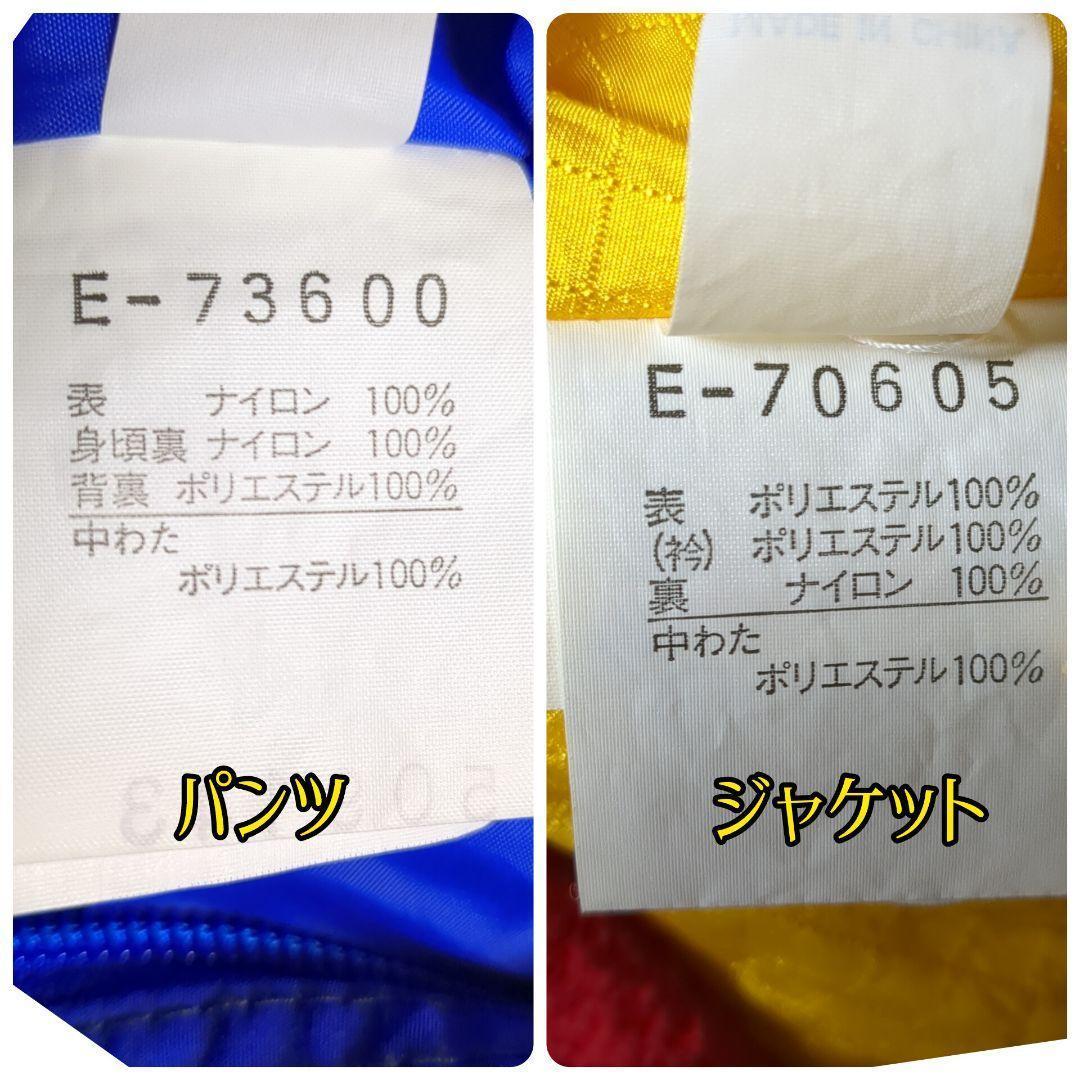 E-73600
表 ナイロン 100%
身頃裏 ナイロン 100%
背裏 ポリエステル100%
中わた
ポリエステル100%
パンツ
MADE IN CHINA
E-70605
表 ポリエステル100%
(衿) ポリエステル100%
裏 ナイロン 100%
中わた
ポリエステル100%
ジャケット